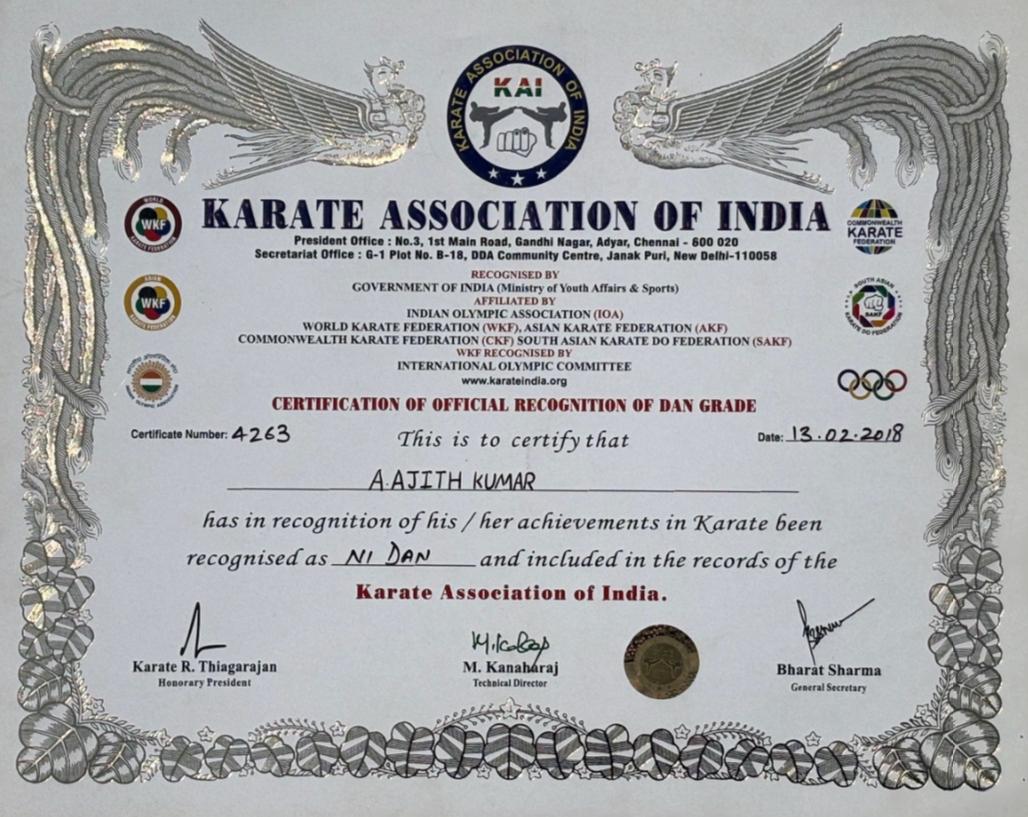 KARATE ASSOCIATION OF INDIA
KAI
WORLD
WKF
KARATE FEDERATION
KARATE ASSOCIATION OF INDIA
COMMONWEALTH
KARATE
FEDERATION
President Office : No.3, 1st Main Road, Gandhi Nagar, Adyar, Chennai - 600 020
Secretariat Office : G-1 Plot No. B-18, DDA Community Centre, Janak Puri, New Delhi-110058
RECOGNISED BY
GOVERNMENT OF INDIA (Ministry of Youth Affairs & Sports)
AFFILIATED BY
ASIAN
WKF
KARATE FEDERATION
SOUTH ASIAN
SAKF
KARATE DO FEDERATION
INDIAN OLYMPIC ASSOCIATION (IOA)
WORLD KARATE FEDERATION (WKF), ASIAN KARATE FEDERATION (AKF)
COMMONWEALTH KARATE FEDERATION (CKF) SOUTH ASIAN KARATE DO FEDERATION (SAKF)
WKF RECOGNISED BY
INTERNATIONAL OLYMPIC COMMITTEE
www.karateindia.org
CERTIFICATION OF OFFICIAL RECOGNITION OF DAN GRADE
Certificate Number: 4263
This is to certify that
Date: 13.02.2018
A.AJITH KUMAR
has in recognition of his / her achievements in Karate been
recognised as NI DAN and included in the records of the
Karate Association of India.
Karate R. Thiagarajan
Honorary President
M. Kanaharaj
Technical Director
Bharat Sharma
General Secretary